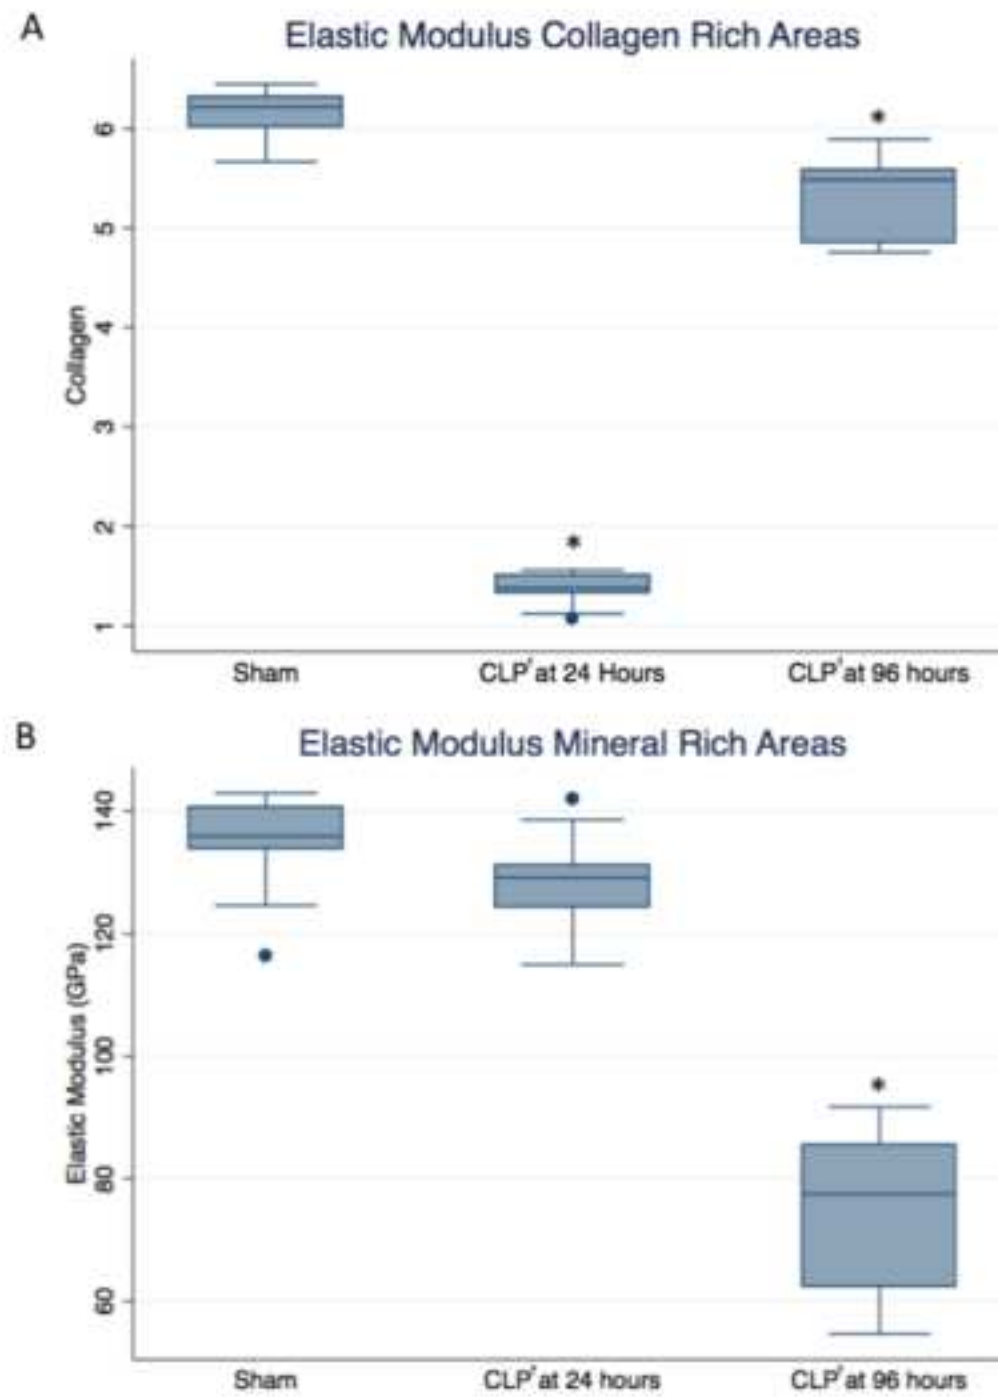 A
Elastic Modulus Collagen Rich Areas
Collagen
6
5
4
3
2
1
*
*
Sham
CLP' at 24 Hours
CLP' at 96 hours
B
Elastic Modulus Mineral Rich Areas
Elastic Modulus (GPa)
140
120
100
80
60
*
Sham
CLP' at 24 hours
CLP' at 96 hours